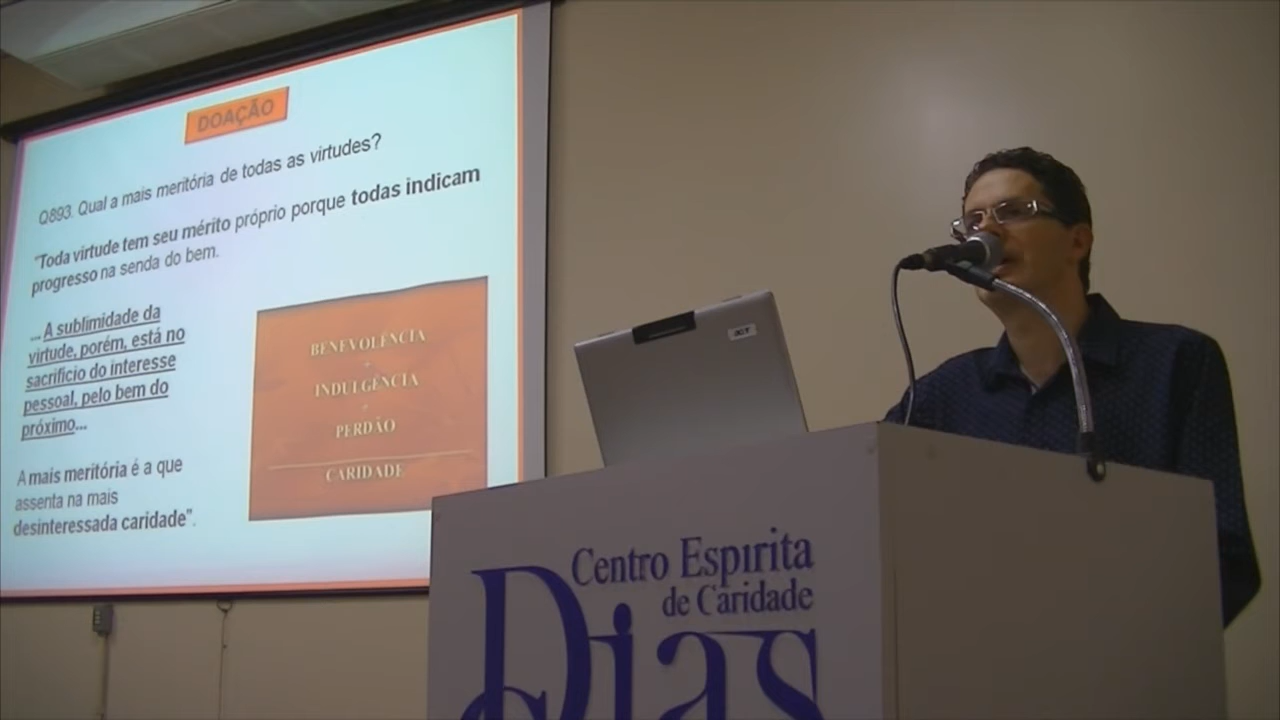 DOAÇÃO
Q893. Qual a mais meritória de todas as virtudes?
"Toda virtude tem seu mérito próprio porque todas indicam
progresso na senda do bem.
... A sublimidade da
virtude, porém, está no
sacrifício do interesse
pessoal, pelo bem do
próximo...
A mais meritória é a que
assenta na mais
desinteressada caridade".
BENEVOLÊNCIA
INDULGÊNCIA
PERDÃO
CARIDADE
acer
Centro Espírita
de Caridade
Dias